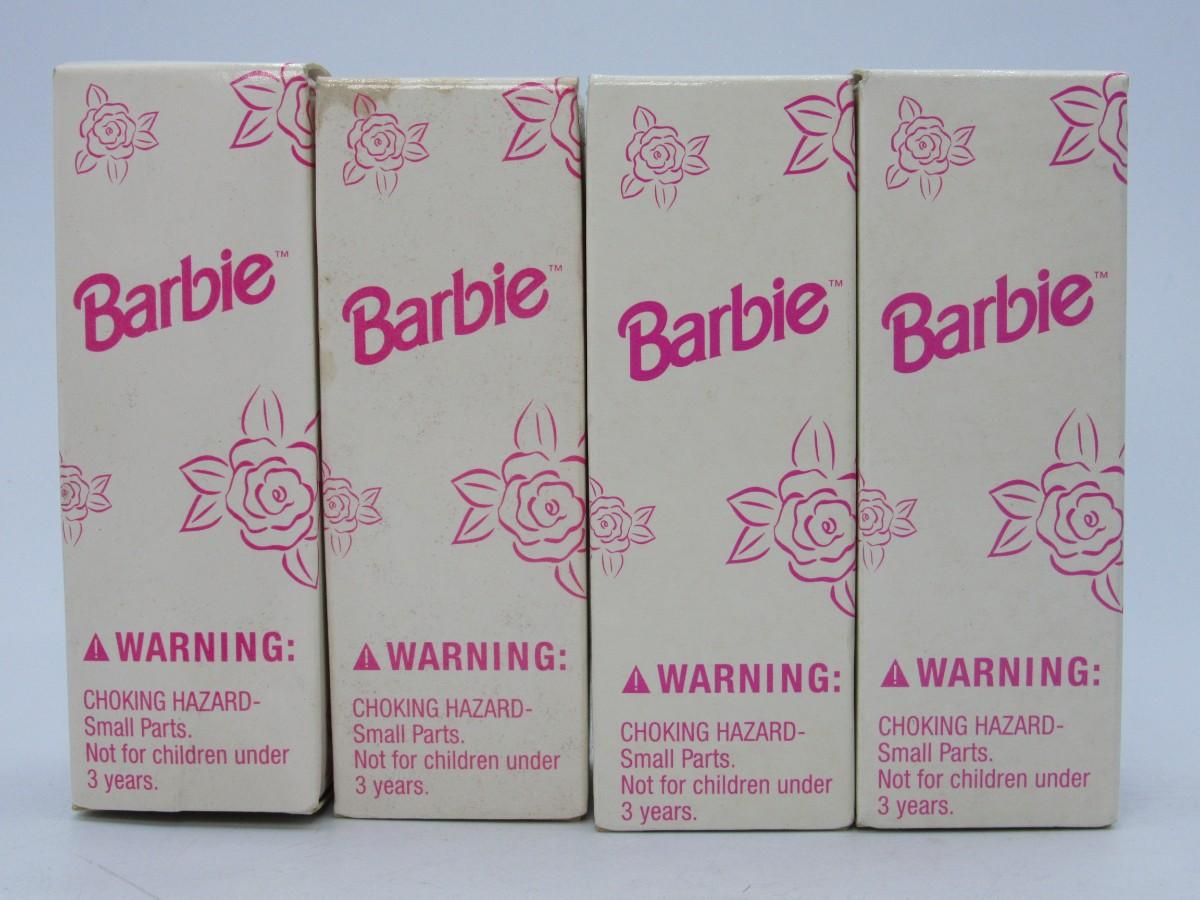 Barbie™
⚠ WARNING:
CHOKING HAZARD-
Small Parts.
Not for children under
3 years.
Barbie™
⚠ WARNING:
CHOKING HAZARD-
Small Parts.
Not for children under
3 years.
Barbie™
⚠ WARNING:
CHOKING HAZARD-
Small Parts.
Not for children under
3 years.
Barbie™
⚠ WARNING:
CHOKING HAZARD-
Small Parts.
Not for children under
3 years.